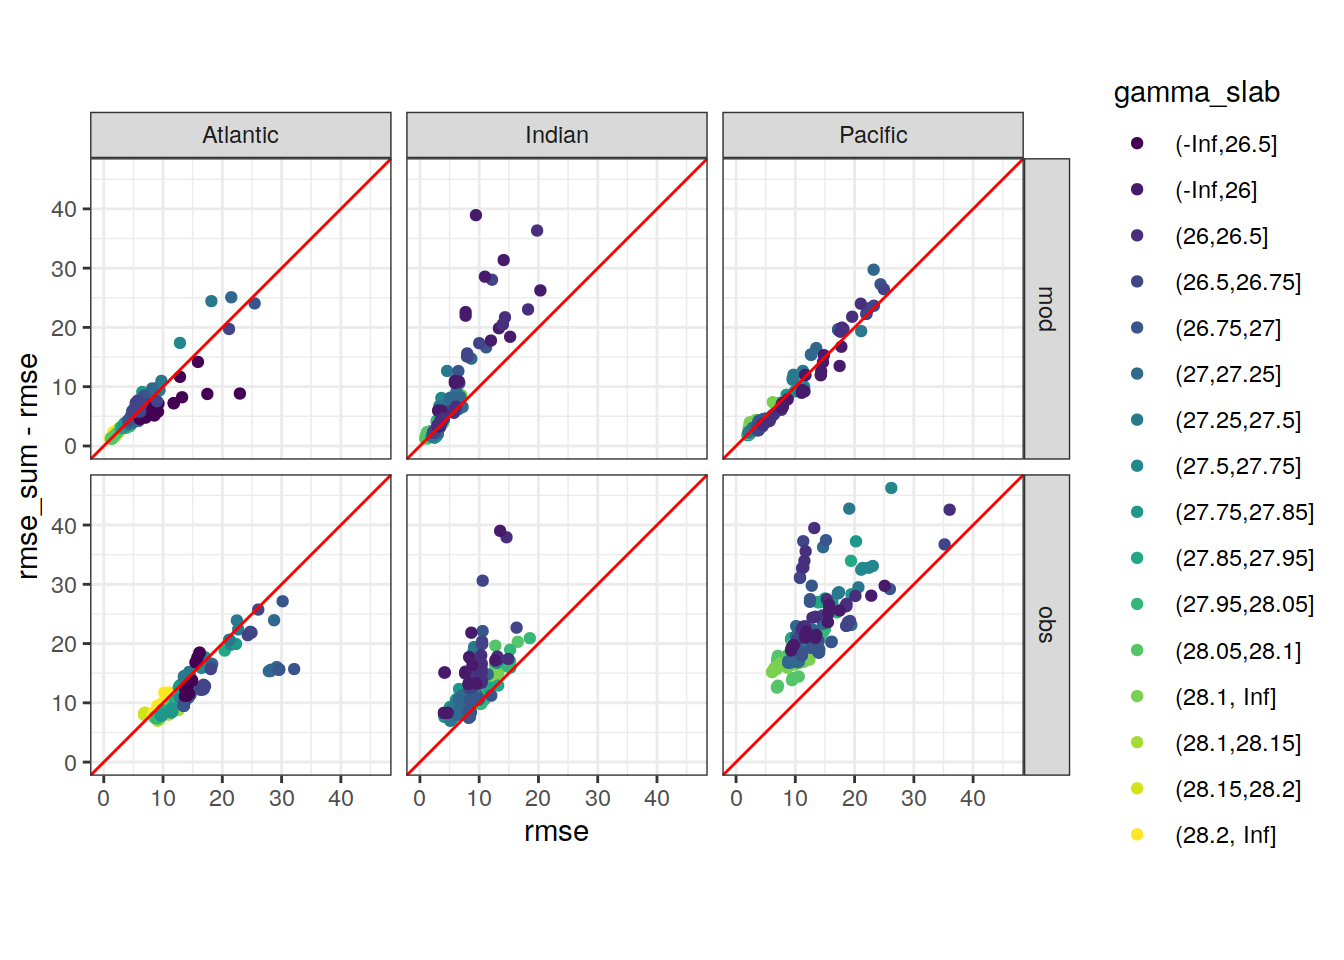 Atlantic
Indian
Pacific
mod
obs
rmse_sum - rmse
40
30
20
10
0
40
30
20
10
0
0 10 20 30 40
0 10 20 30 40
0 10 20 30 40
rmse
gamma_slab
(-Inf,26.5]
(-Inf,26]
(26,26.5]
(26.5,26.75]
(26.75,27]
(27,27.25]
(27.25,27.5]
(27.5,27.75]
(27.75,27.85]
(27.85,27.95]
(27.95,28.05]
(28.05,28.1]
(28.1, Inf]
(28.1,28.15]
(28.15,28.2]
(28.2, Inf]